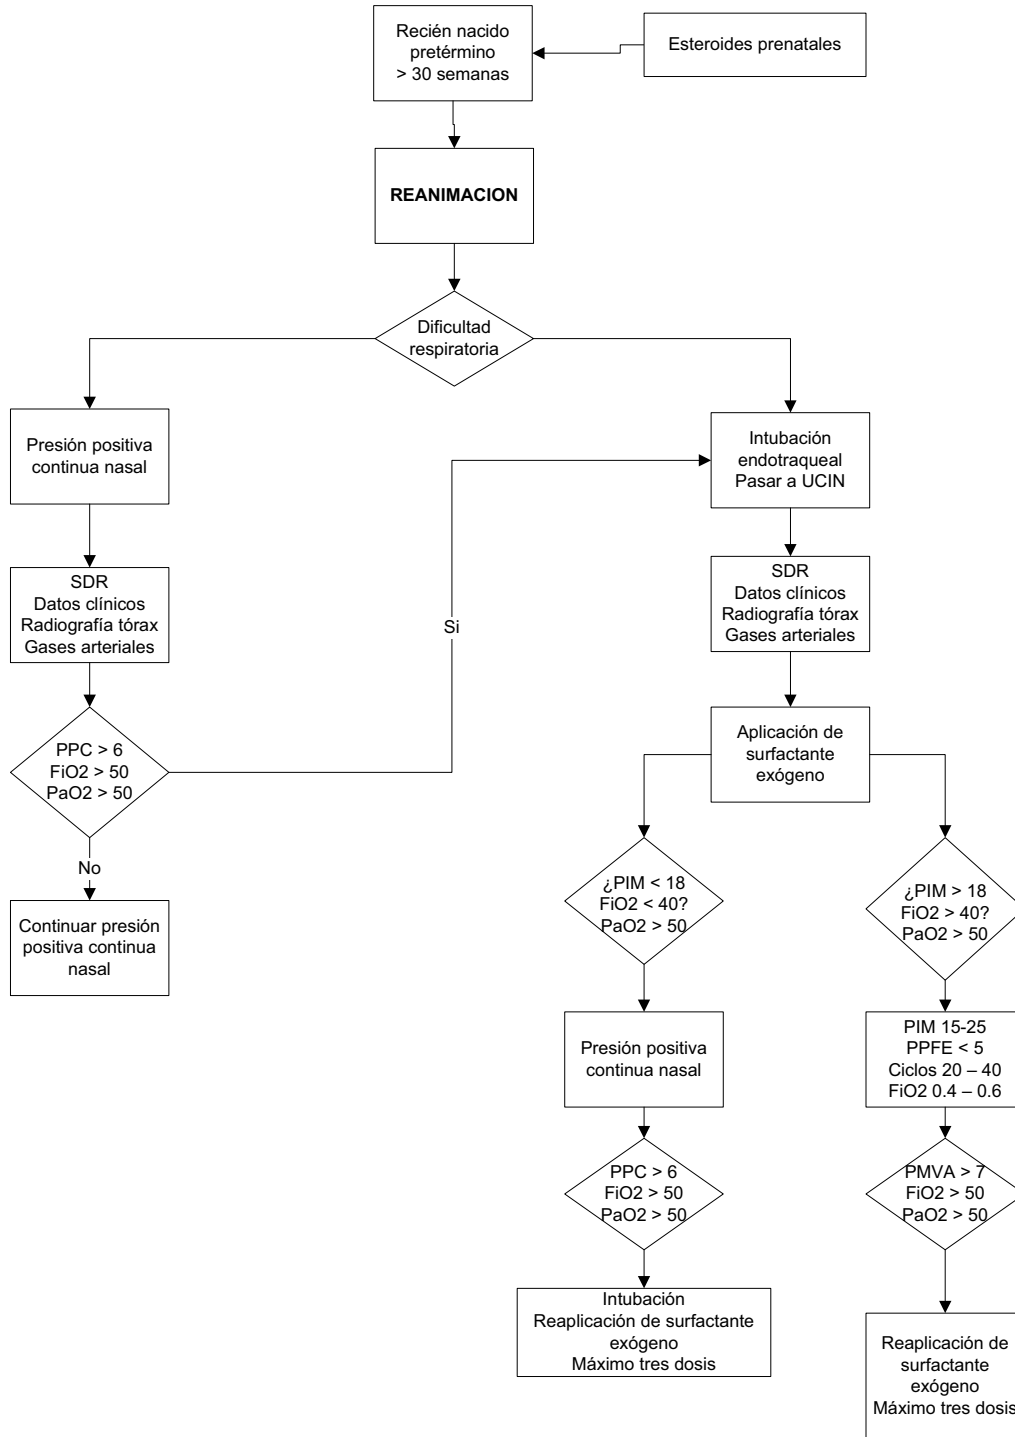 Recién nacido
pretérmino
> 30 semanas
Esteroides prenatales
REANIMACION
Dificultad
respiratoria
Presión positiva
continua nasal
Intubación
endotraqueal
Pasar a UCIN
SDR
Datos clínicos
Radiografía tórax
Gases arteriales
SDR
Datos clínicos
Radiografía tórax
Gases arteriales
Si
PPC > 6
FiO2 > 50
PaO2 > 50
Aplicación de
surfactante
exógeno
No
Continuar presión
positiva continua
nasal
¿PIM < 18
FiO2 < 40?
PaO2 > 50
¿PIM > 18
FiO2 > 40?
PaO2 > 50
Presión positiva
continua nasal
PIM 15-25
PPFE < 5
Ciclos 20 – 40
FiO2 0.4 – 0.6
PPC > 6
FiO2 > 50
PaO2 > 50
PMVA > 7
FiO2 > 50
PaO2 > 50
Intubación
Reaplicación de surfactante
exógeno
Máximo tres dosis
Reaplicación de
surfactante
exógeno
Máximo tres dosis